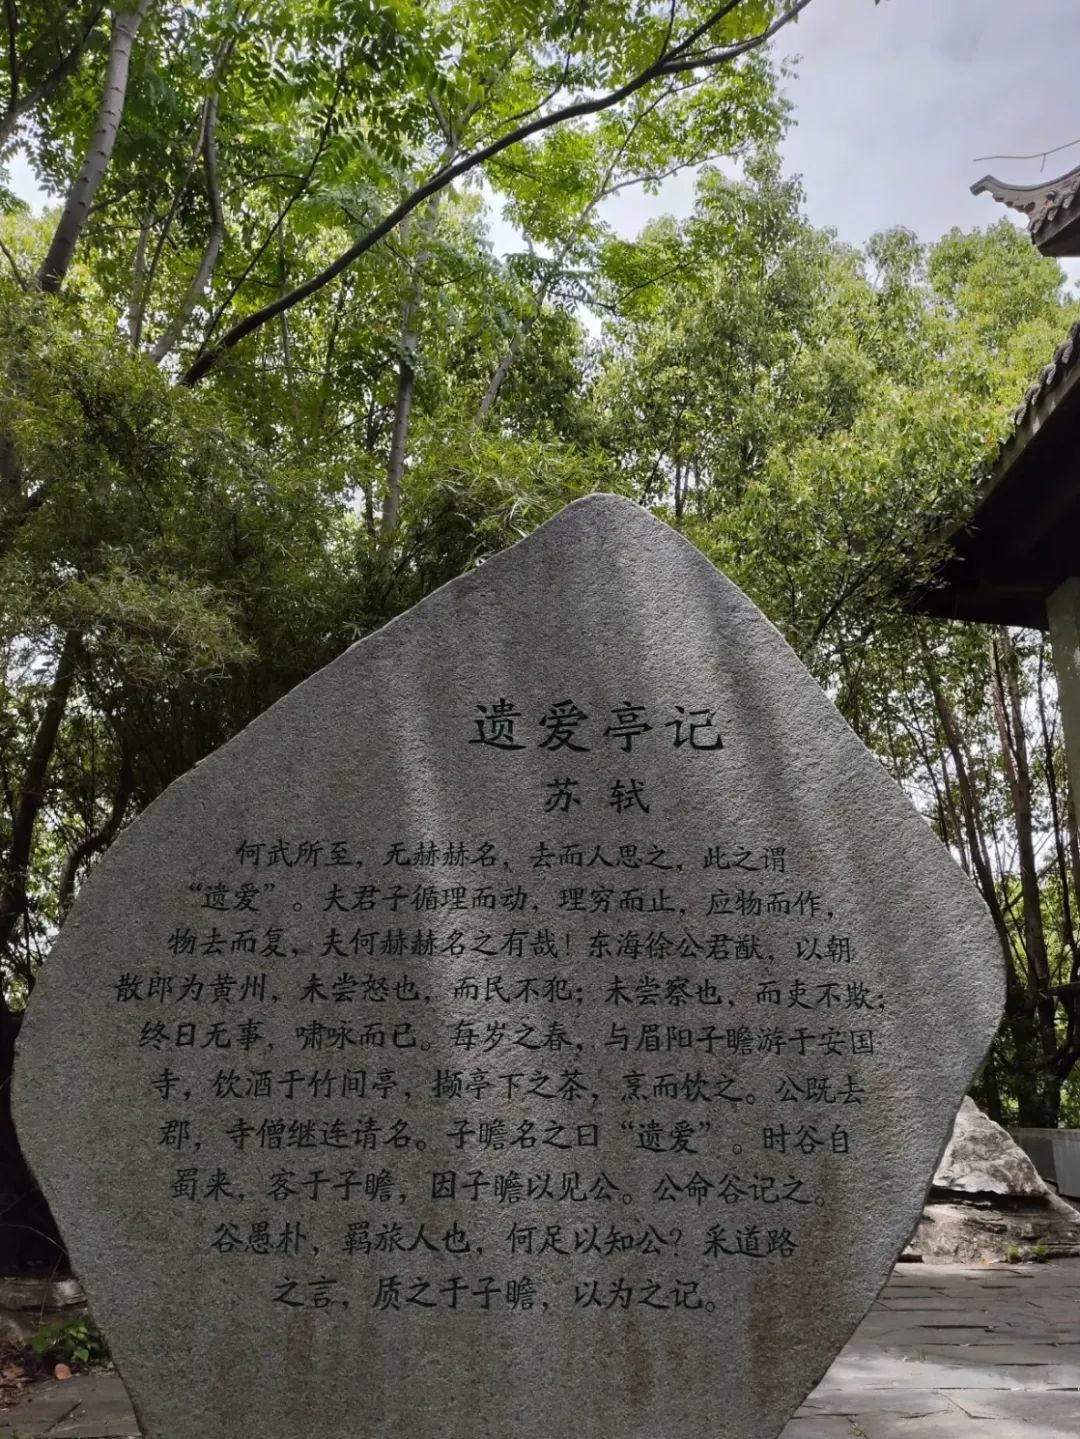 遗爱亭记
苏轼
何武所至，无赫赫名，去而人思之，此之谓
“遗爱”。夫君子循理而动，理穷而止，应物而作，
物去而复，夫何赫赫名之有哉！东海徐公君猷，以朝
散郎为黄州，未尝怒也，而民不犯；未尝察也，而吏不欺；
终日无事，啸咏而已。每岁之春，与眉阳子瞻游于安国
寺，饮酒于竹间亭，撷亭下之茶，烹而饮之。公既去
郡，寺僧继连请名。子瞻名之曰“遗爱”。时谷自
蜀来，客于子瞻，因子瞻以见公。公命谷记之。
谷愚朴，羁旅人也，何足以知公？采道路
之言，质之于子瞻，以为之记。